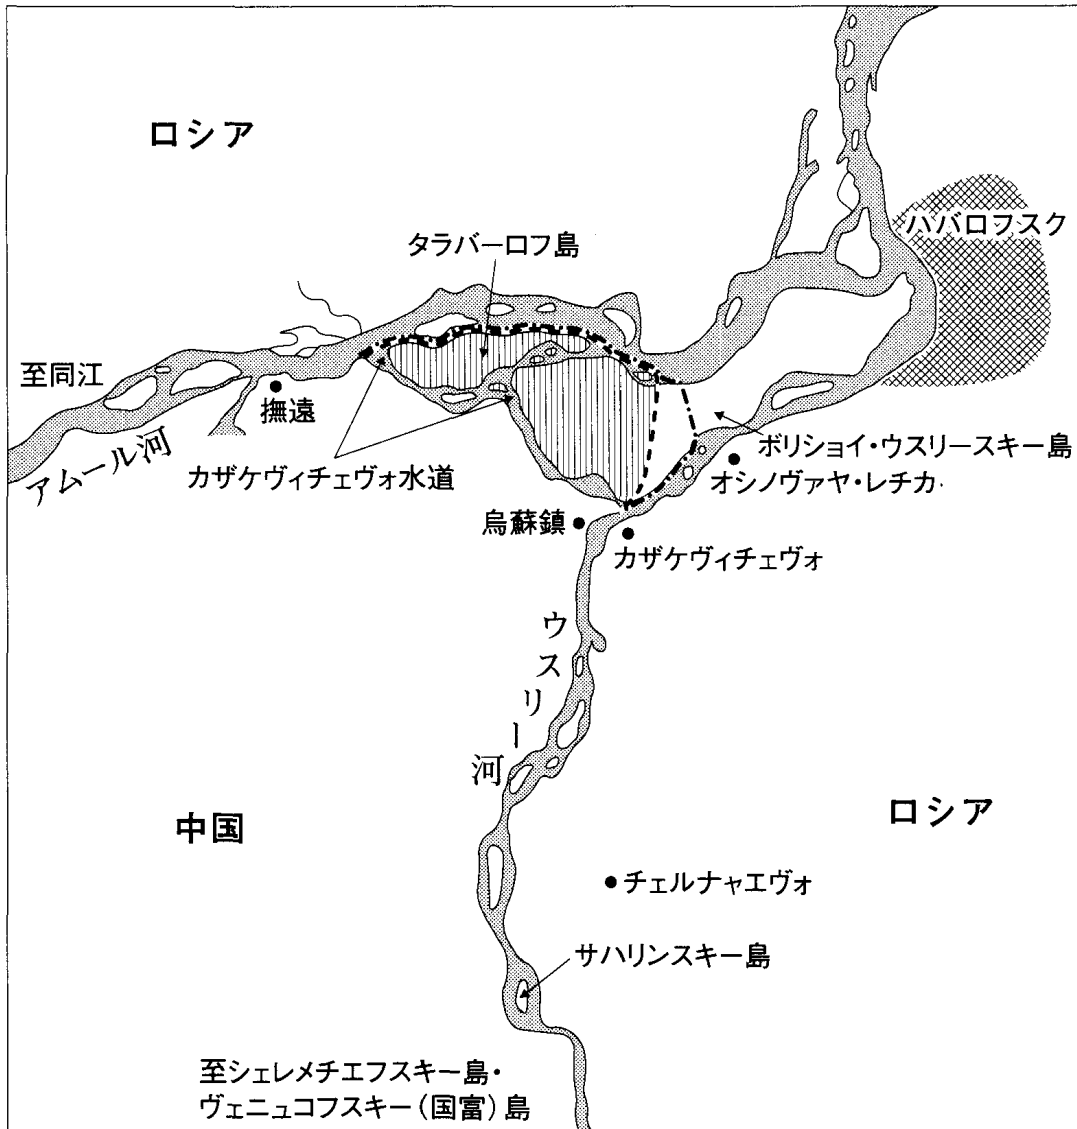 ロシア
ハバロフスク
タラバーロフ島
至同江
撫遠
アムール河
カザケヴィチェヴォ水道
ボリショイ・ウスリースキー島
オシノヴァヤ・レチカ
烏蘇鎮
カザケヴィチェヴォ
ウスリー河
中国
ロシア
チェルナャエヴォ
サハリンスキー島
至シェレメチエフスキー島・
ヴェニュコフスキー(国富)島